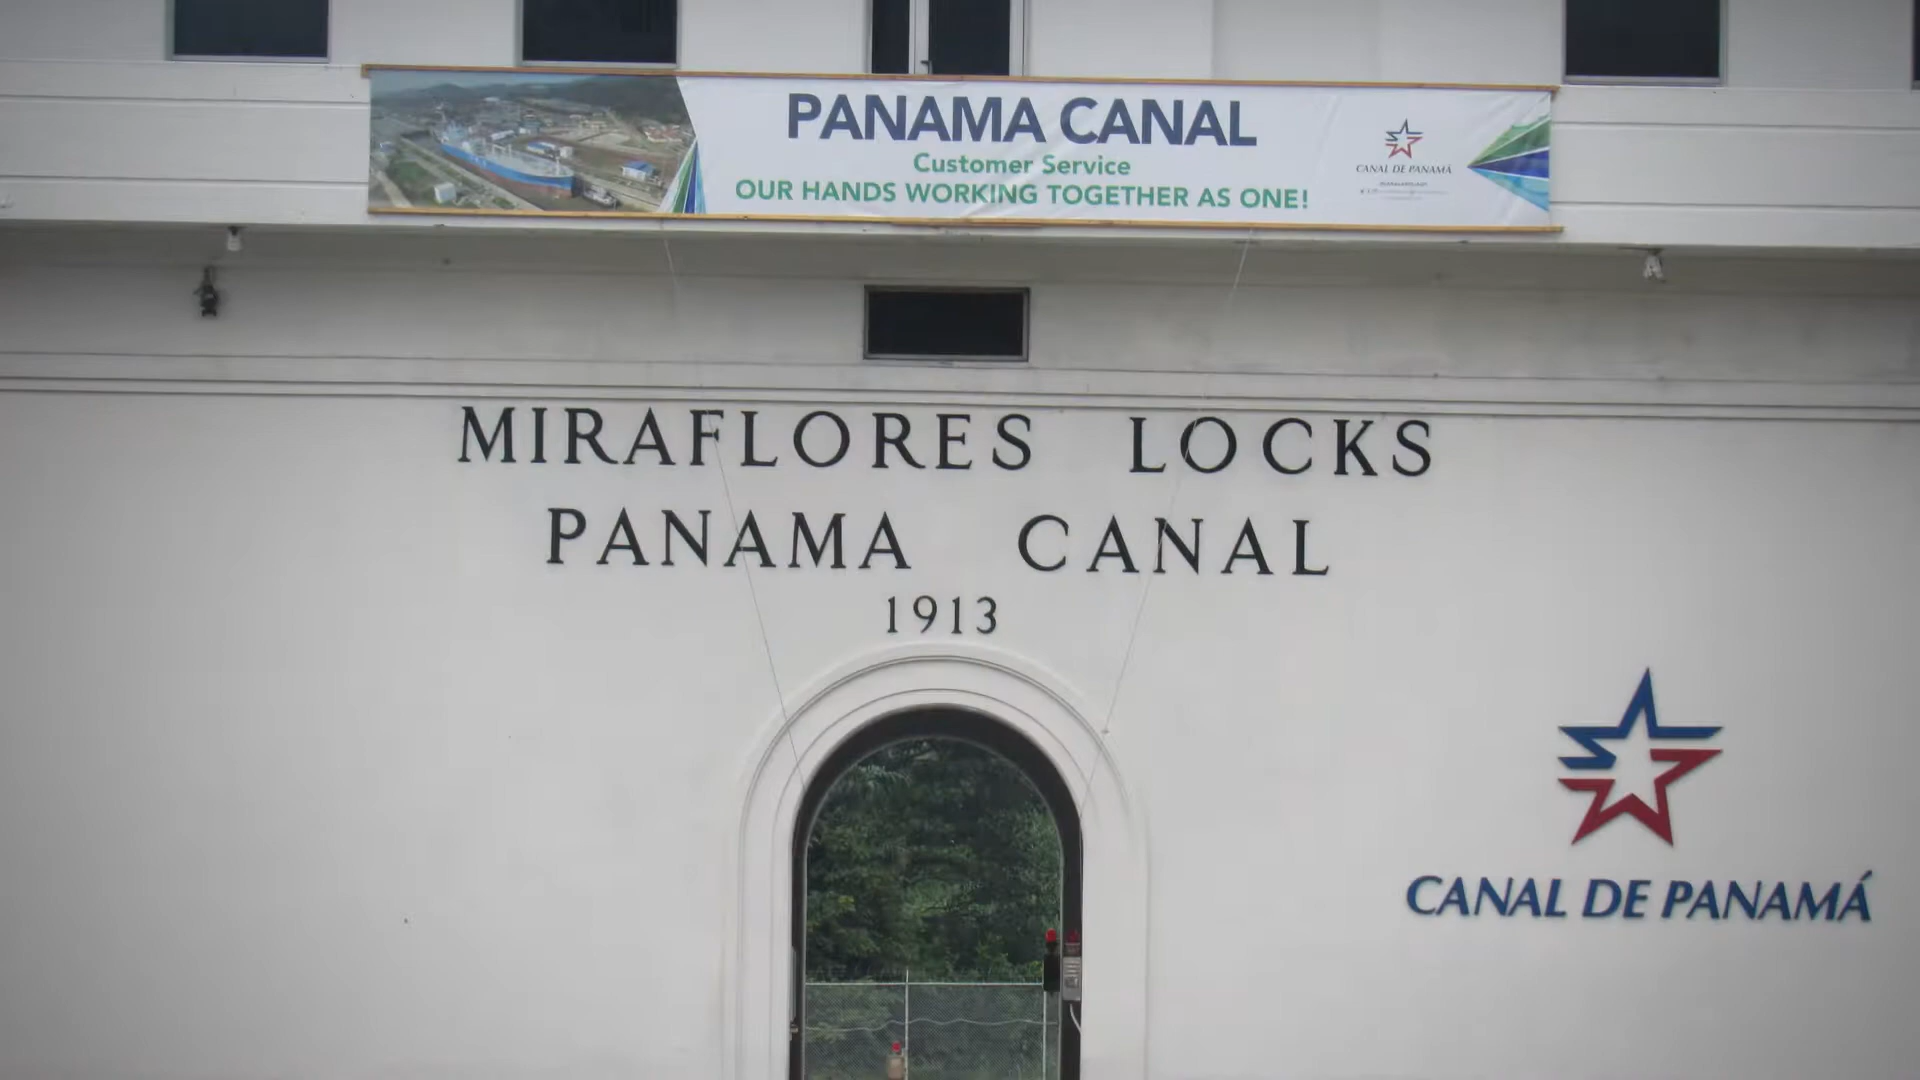 PANAMA CANAL
Customer Service
OUR HANDS WORKING TOGETHER AS ONE!
CANAL DE PANAMÁ
MIRAFLORES LOCKS
PANAMA CANAL
1913
CANAL DE PANAMÁ